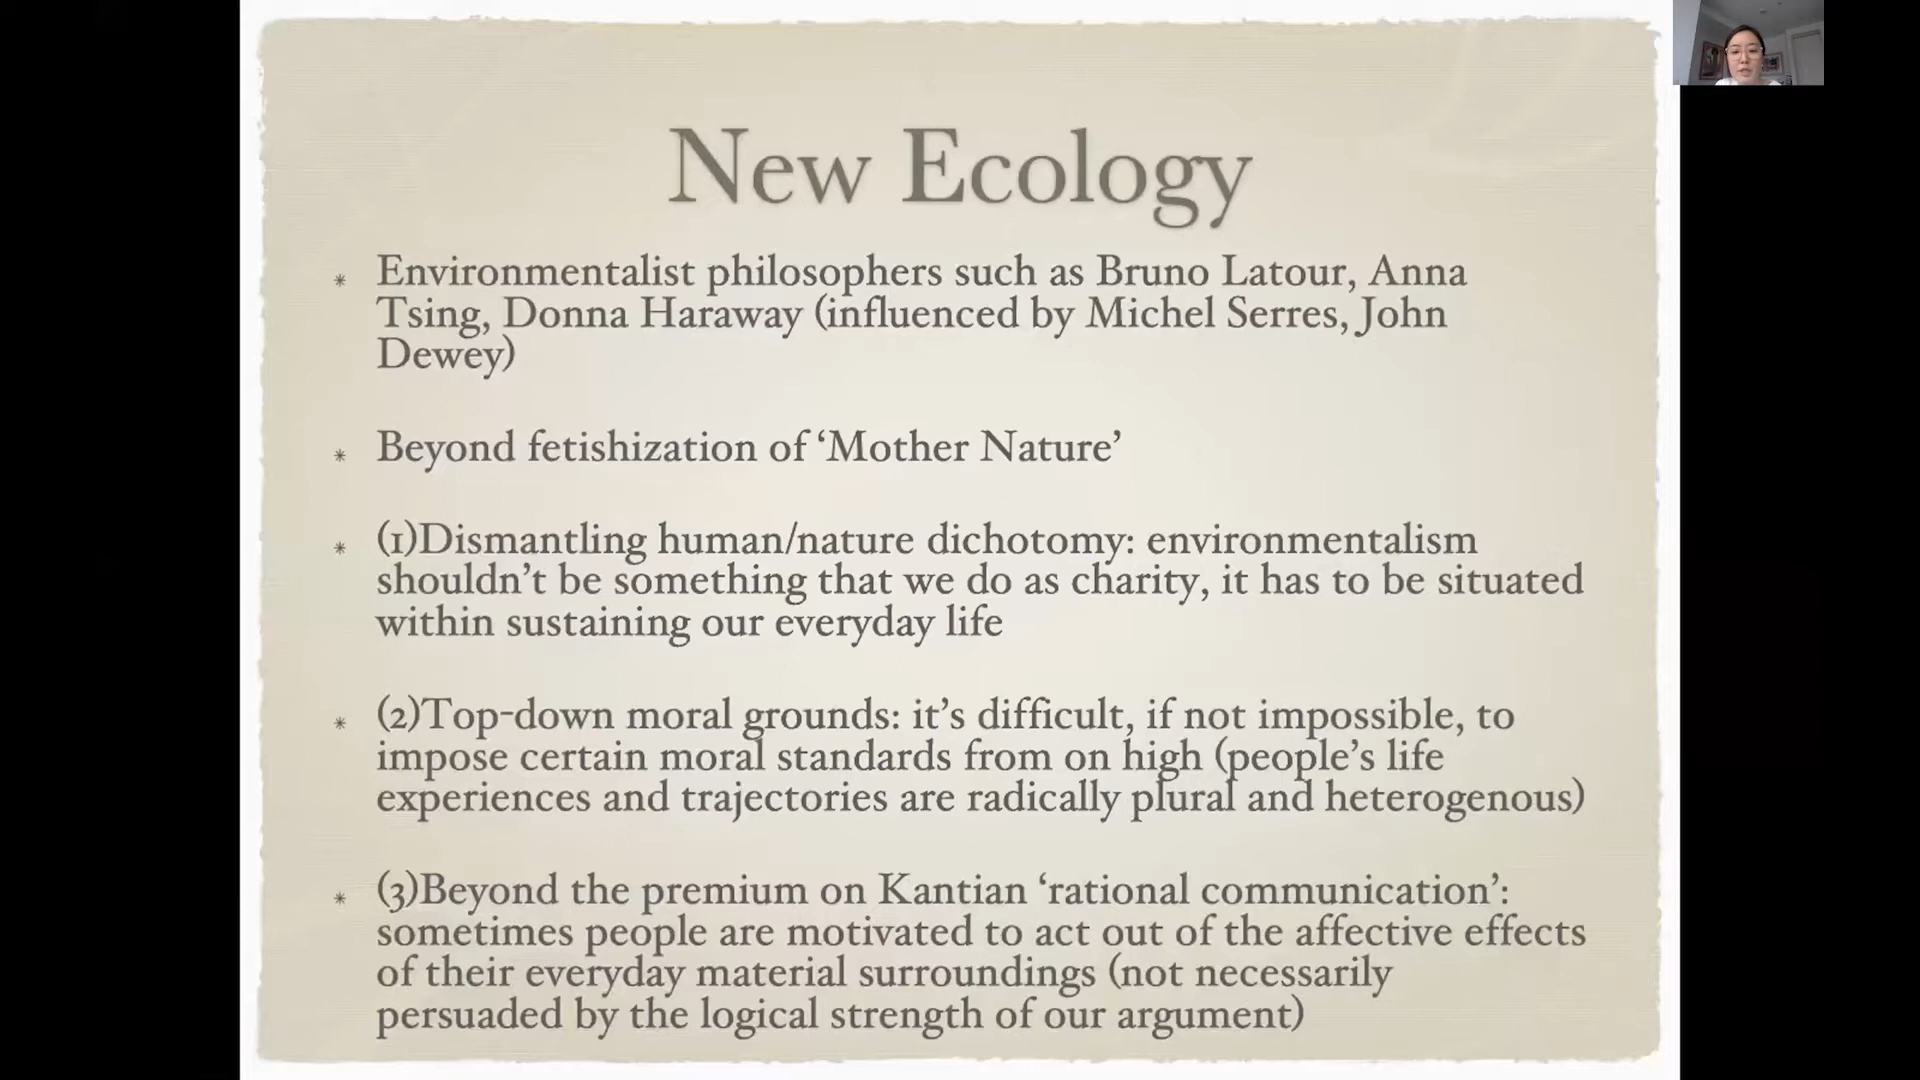 New Ecology
* Environmentalist philosophers such as Bruno Latour, Anna
Tsing, Donna Haraway (influenced by Michel Serres, John
Dewey)
* Beyond fetishization of ‘Mother Nature’
* (1)Dismantling human/nature dichotomy: environmentalism
shouldn’t be something that we do as charity, it has to be situated
within sustaining our everyday life
* (2)Top-down moral grounds: it’s difficult, if not impossible, to
impose certain moral standards from on high (people’s life
experiences and trajectories are radically plural and heterogenous)
* (3)Beyond the premium on Kantian ‘rational communication’:
sometimes people are motivated to act out of the affective effects
of their everyday material surroundings (not necessarily
persuaded by the logical strength of our argument)